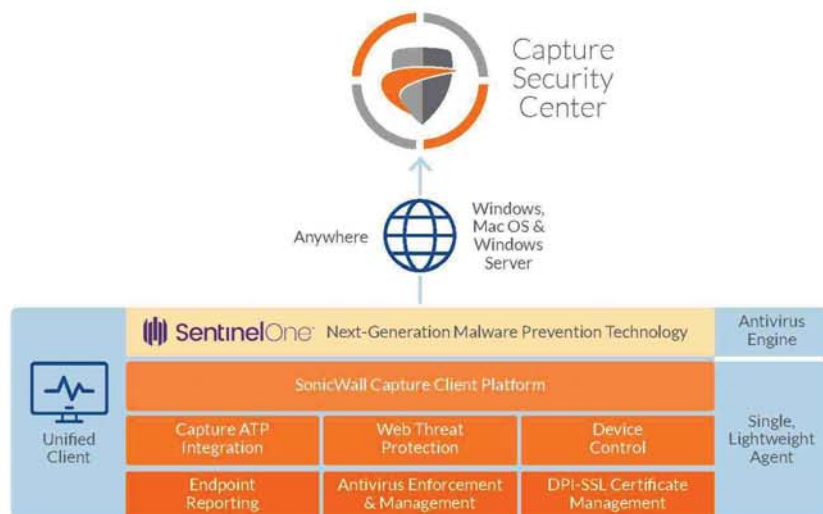 Capture
Security
Center
Anywhere
Windows,
Mac OS &
Windows
Server
SentinelOne Next-Generation Malware Prevention Technology
Antivirus
Engine
Unified
Client
SonicWall Capture Client Platform
Capture ATP
Integration
Web Threat
Protection
Device
Control
Endpoint
Reporting
Antivirus Enforcement
& Management
DPI-SSL Certificate
Management
Single,
Lightweight
Agent